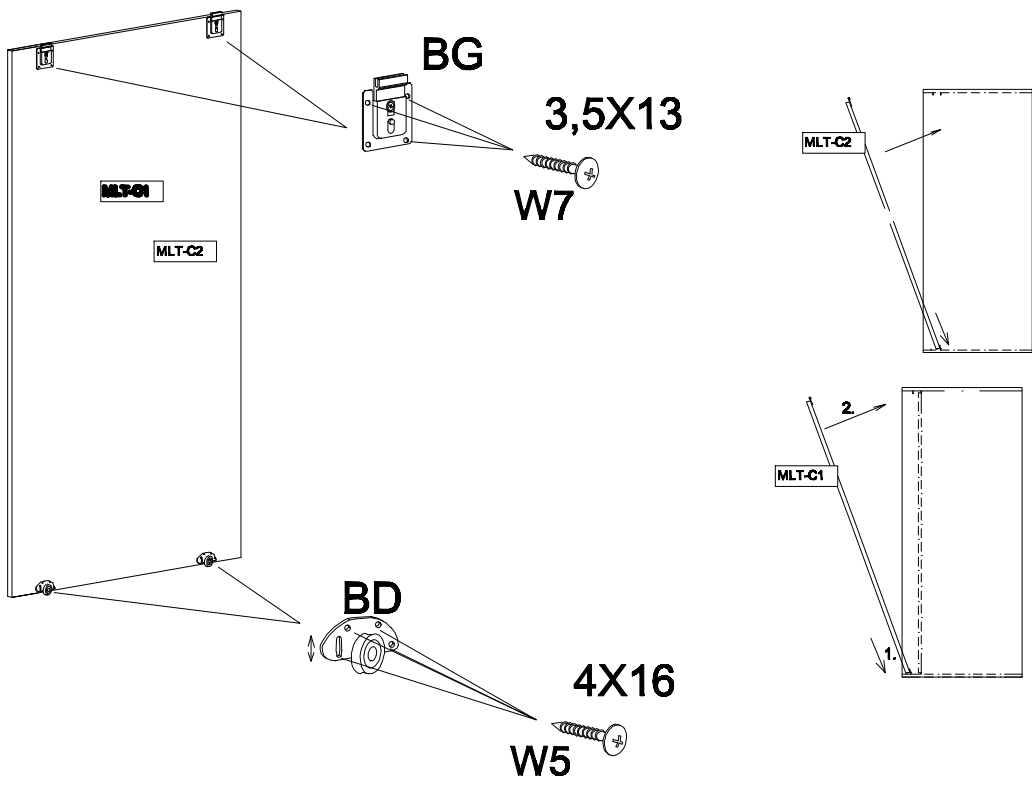 BG
3,5X13
W7
MLT-C1
MLT-C2
BD
4X16
W5
MLT-C2
2.
MLT-C1
1.